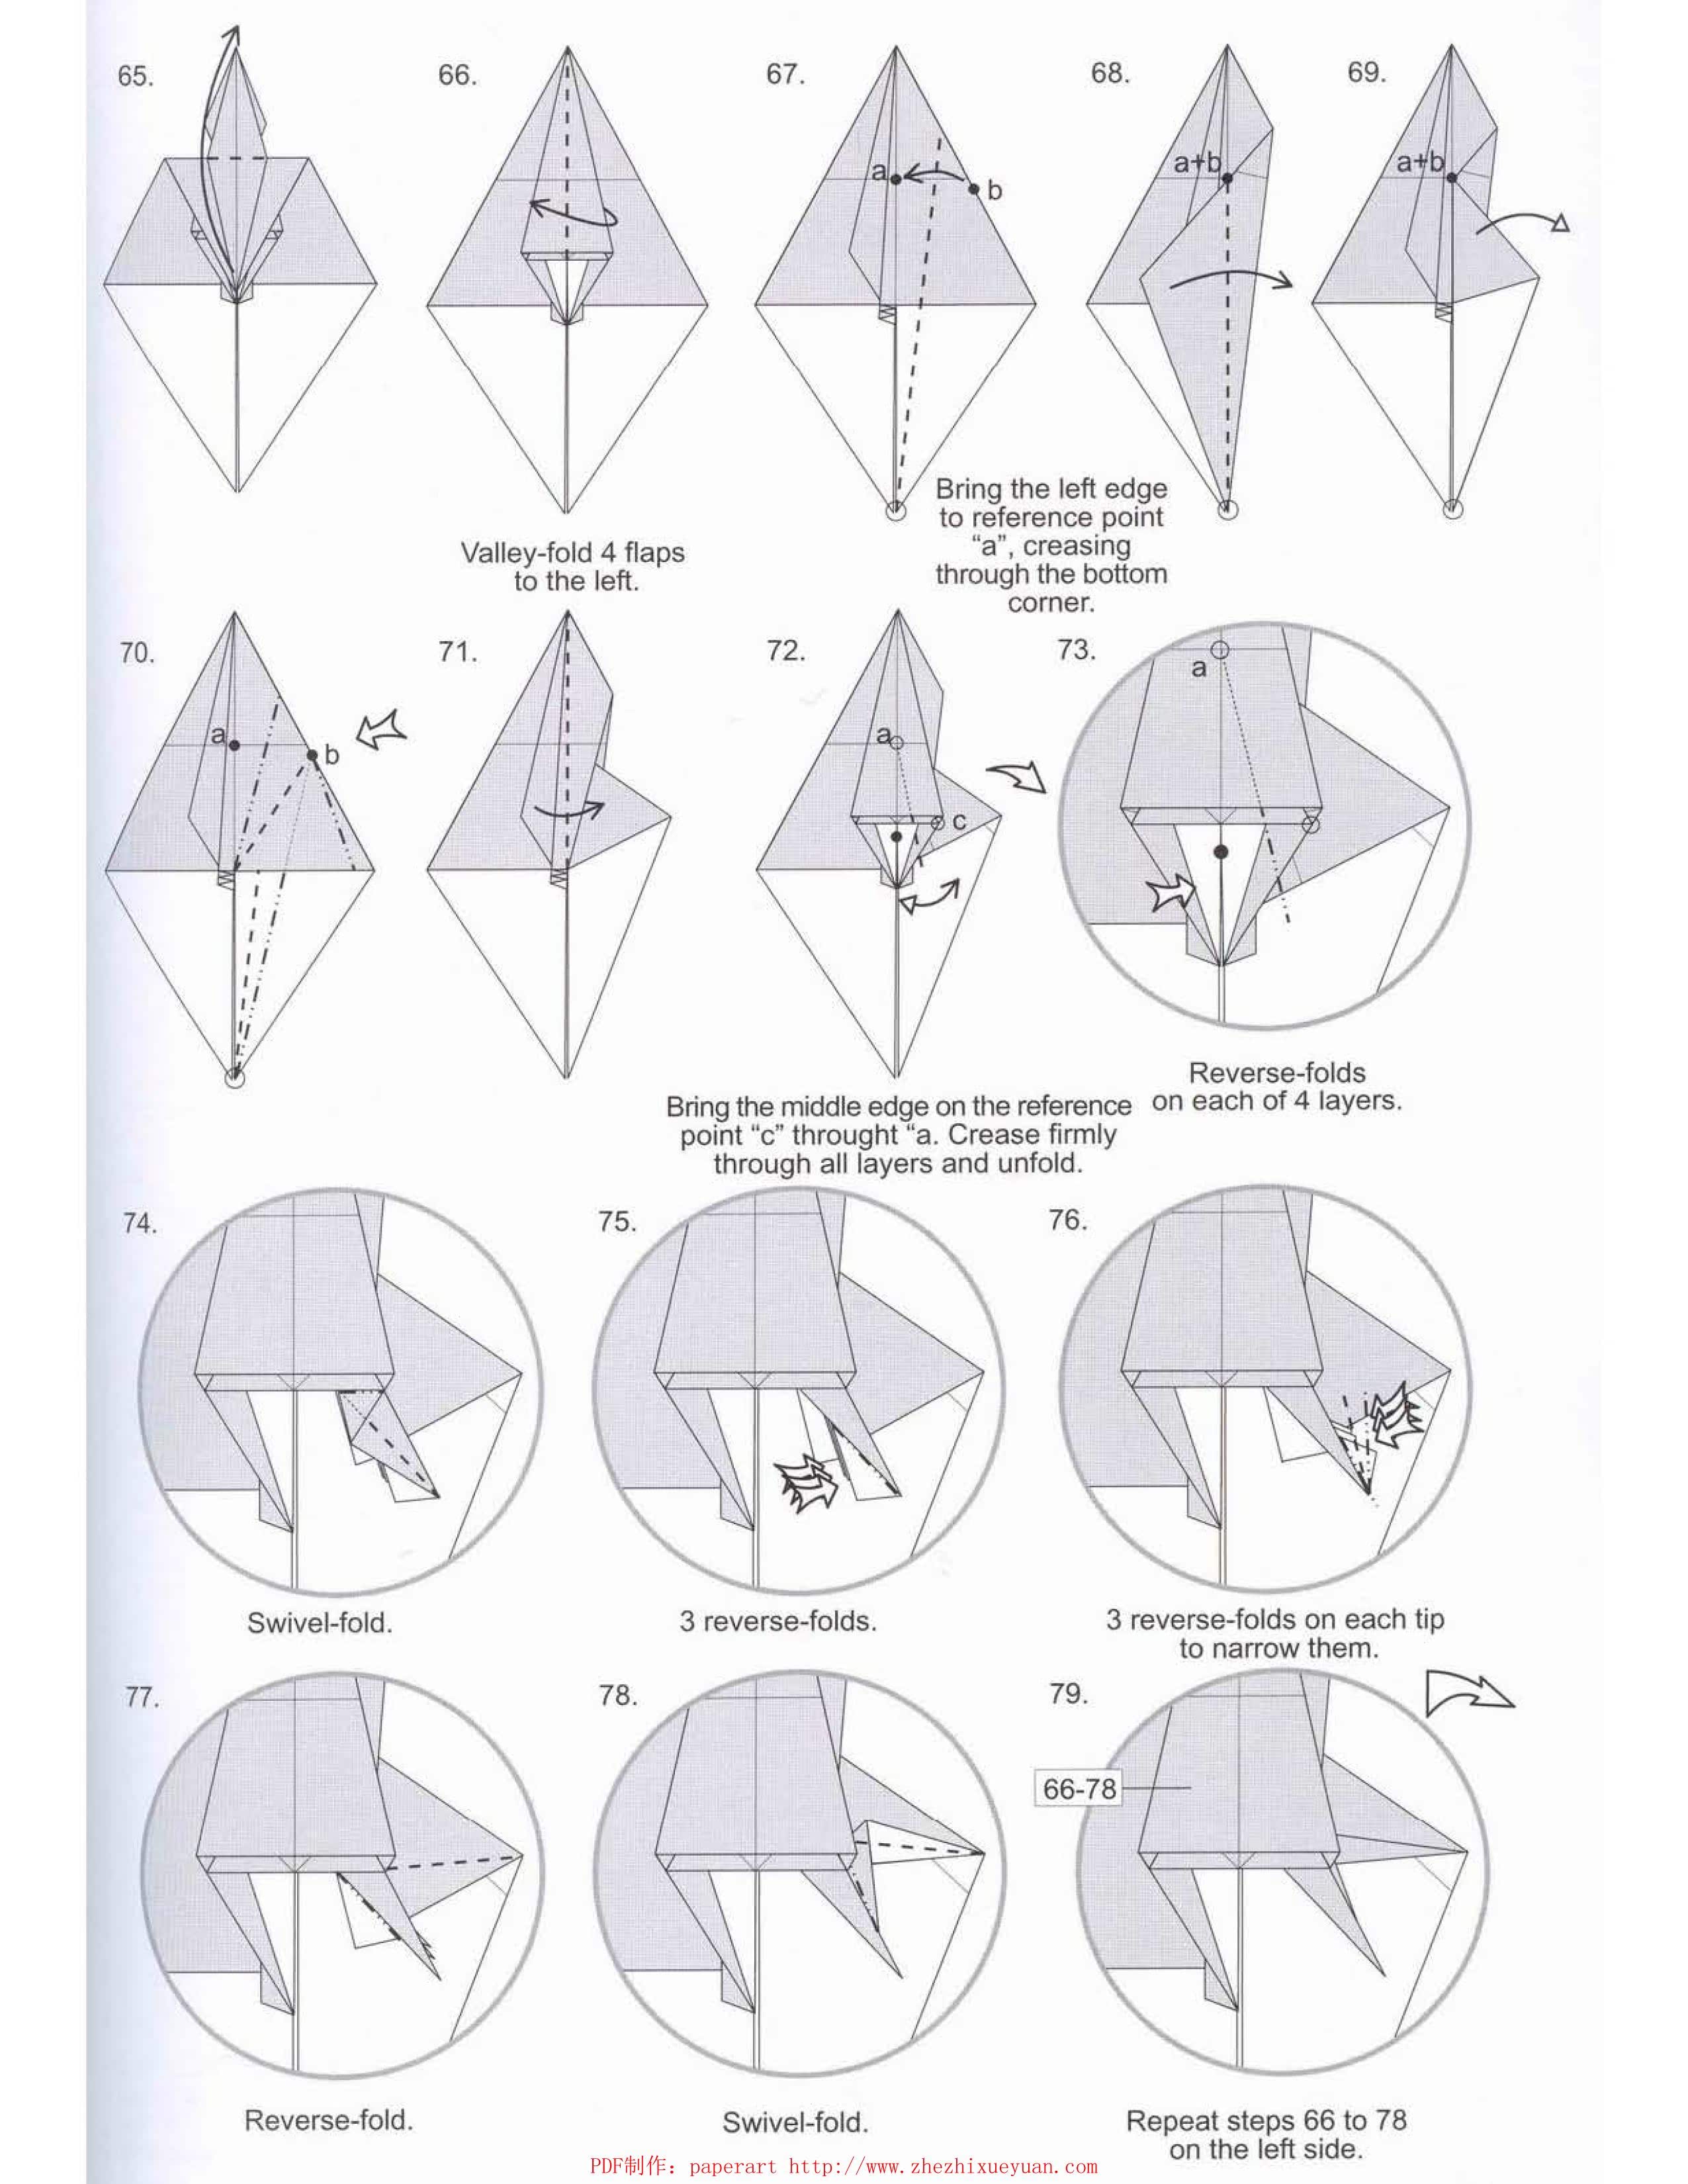 65.
66.
67.
68.
69.
a
b
a+b
a+b
Valley-fold 4 flaps
to the left.
Bring the left edge
to reference point
“a”, creasing
through the bottom
corner.
70.
71.
72.
73.
a
b
a
c
a
Bring the middle edge on the reference
point “c” throught “a. Crease firmly
through all layers and unfold.
Reverse-folds
on each of 4 layers.
74.
75.
76.
Swivel-fold.
3 reverse-folds.
3 reverse-folds on each tip
to narrow them.
77.
78.
79.
66-78
Reverse-fold.
Swivel-fold.
Repeat steps 66 to 78
on the left side.
PDF制作：paperart http://www.zhezhixueyuan.com